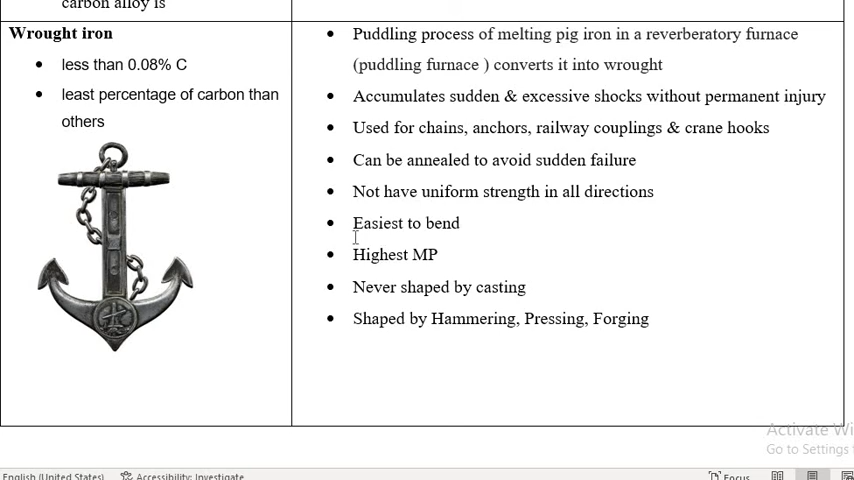 carbon alloy is
Wrought iron
• less than 0.08% C
• least percentage of carbon than
others
• Puddling process of melting pig iron in a reverberatory furnace
(puddling furnace ) converts it into wrought
• Accumulates sudden & excessive shocks without permanent injury
• Used for chains, anchors, railway couplings & crane hooks
• Can be annealed to avoid sudden failure
• Not have uniform strength in all directions
• Easiest to bend
• Highest MP
• Never shaped by casting
• Shaped by Hammering, Pressing, Forging
Activate Wi
Go to Settings
English (United States) Accessibility: Investigate Focus